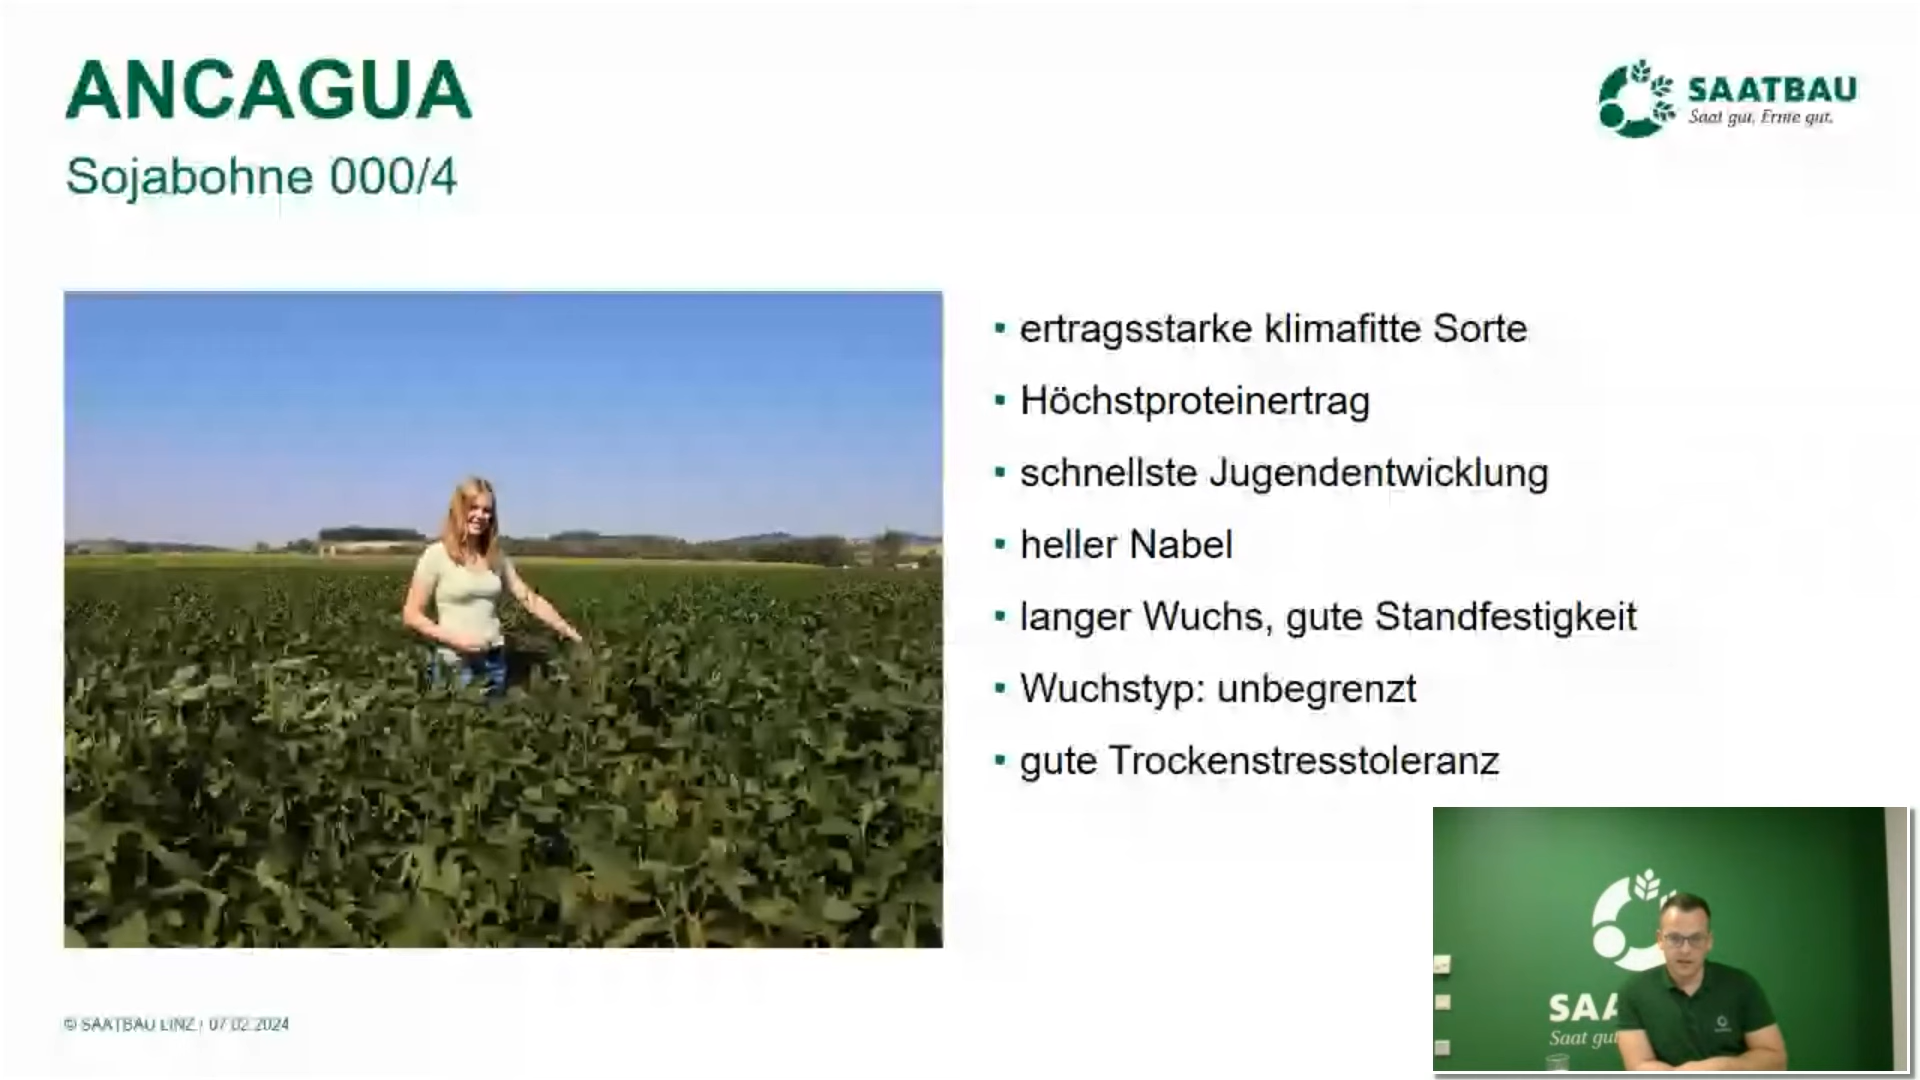 ANCAGUA
Sojabohne 000/4
SAATBAU
Saat gut, Ernte gut.
▪ ertragsstarke klimafitte Sorte
▪ Höchstproteinertrag
▪ schnellste Jugendentwicklung
▪ heller Nabel
▪ langer Wuchs, gute Standfestigkeit
▪ Wuchstyp: unbegrenzt
▪ gute Trockenstresstoleranz
SAA
Saat gut
© SAATBAU LINZ / 07.02.2024